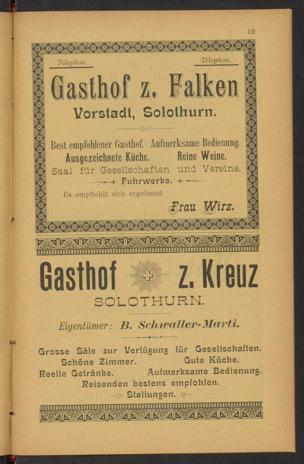 19
Telephon. Telephon.
Gasthof z. Falken
Vorstadt, Solothurn.
Best empfohlener Gasthof. Aufmerksame Bedienung.
Ausgezeichnete Küche. Reine Weine.
Saal für Gesellschaften und Vereine.
Fuhrwerke.
Es empfiehlt sich ergebenst
Frau Wirz.
Gasthof z. Kreuz
SOLOTHURN.
Eigentümer: B. Schwaller-Marti.
Grosse Säle zur Verfügung für Gesellschaften.
Schöne Zimmer. Gute Küche.
Reelle Getränke. Aufmerksame Bedienung.
Reisenden bestens empfohlen.
Stallungen.